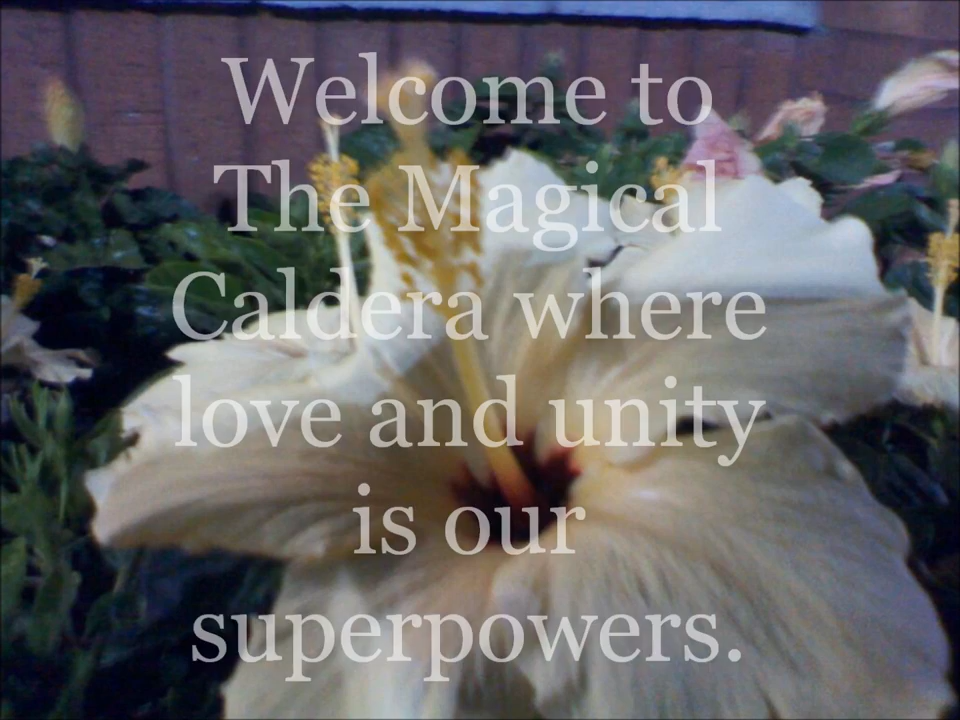 Welcome to
The Magical
Caldera where
love and unity
is our
superpowers.